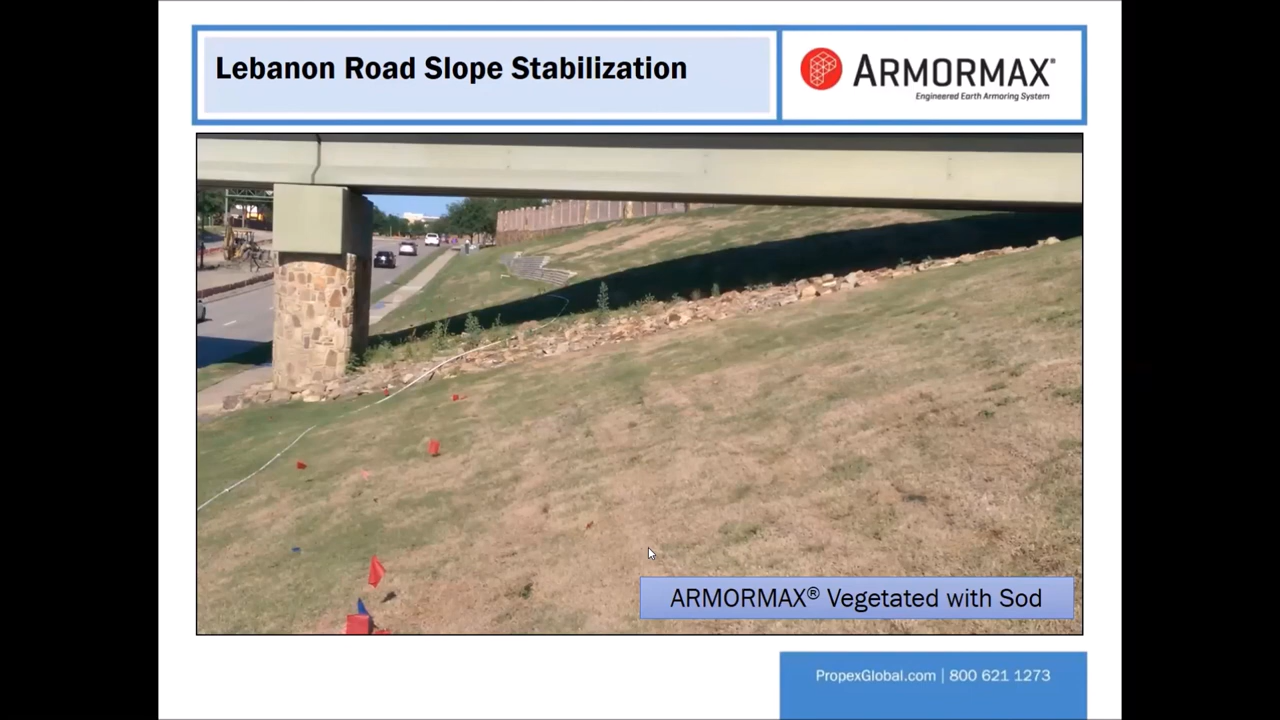 Lebanon Road Slope Stabilization
ARMORMAX®
Engineered Earth Armoring System
ARMORMAX® Vegetated with Sod
PropexGlobal.com | 800 621 1273